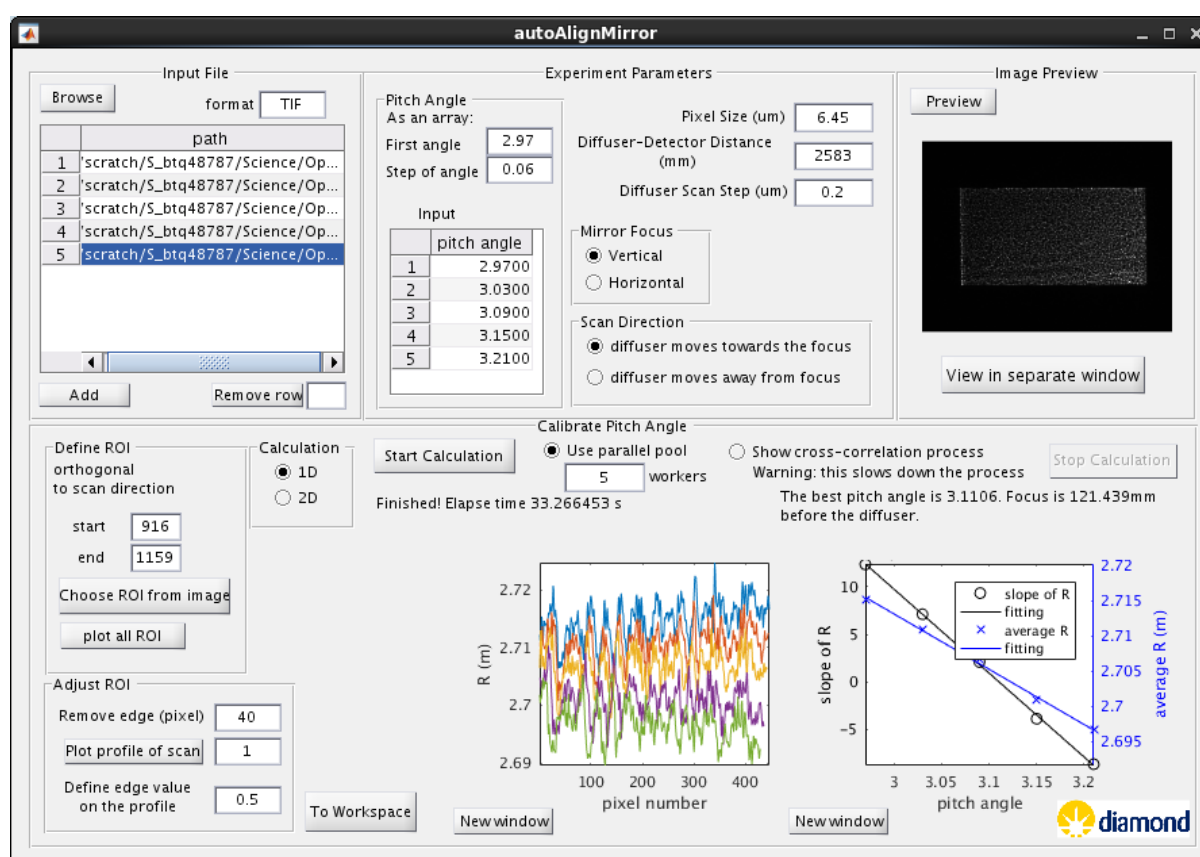 autoAlignMirror
Input File
Browse
format TIF
path
1 'scratch/S_btq48787/Science/Op...
2 'scratch/S_btq48787/Science/Op...
3 'scratch/S_btq48787/Science/Op...
4 'scratch/S_btq48787/Science/Op...
5 'scratch/S_btq48787/Science/Op...
Add
Remove row
Experiment Parameters
Pitch Angle
As an array:
First angle 2.97
Step of angle 0.06
Input
pitch angle
1 2.9700
2 3.0300
3 3.0900
4 3.1500
5 3.2100
Pixel Size (um) 6.45
Diffuser-Detector Distance
(mm) 2583
Diffuser Scan Step (um) 0.2
Mirror Focus
Vertical
Horizontal
Scan Direction
diffuser moves towards the focus
diffuser moves away from focus
Image Preview
Preview
View in separate window
Calibrate Pitch Angle
Define ROI
orthogonal
to scan direction
start 916
end 1159
Choose ROI from image
plot all ROI
Calculation
1D
2D
Start Calculation
Use parallel pool
5 workers
Show cross-correlation process
Warning: this slows down the process
Stop Calculation
Finished! Elapse time 33.266453 s
The best pitch angle is 3.1106. Focus is 121.439mm
before the diffuser.
Adjust ROI
Remove edge (pixel) 40
Plot profile of scan 1
Define edge value
on the profile 0.5
To Workspace
R (m)
2.72
2.71
2.7
2.69
100 200 300 400
pixel number
New window
slope of R
10
5
0
-5
slope of R
fitting
average R
fitting
2.72
2.715
2.71
2.705
2.7
2.695
average R (m)
3 3.05 3.1 3.15 3.2
pitch angle
New window
diamond